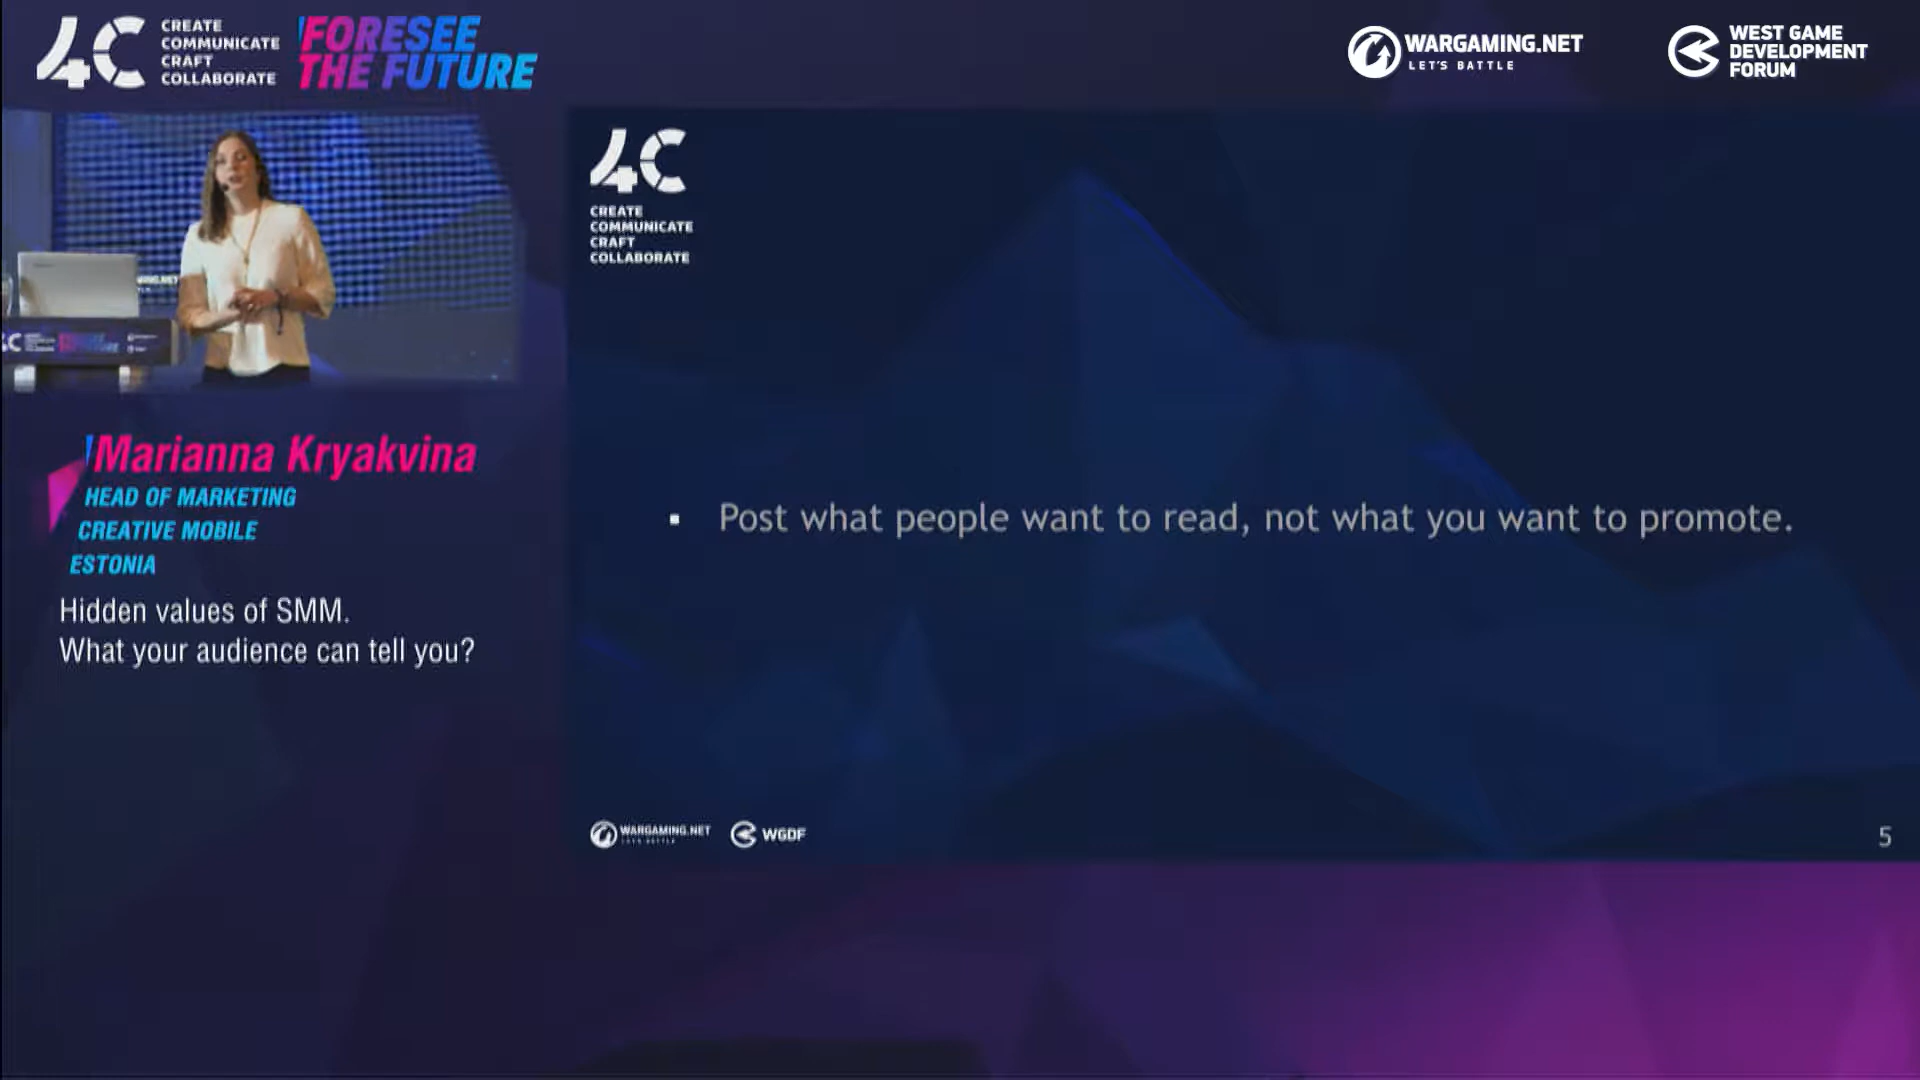 4C
CREATE
COMMUNICATE
CRAFT
COLLABORATE
FORESEE
THE FUTURE
WARGAMING.NET
LET'S BATTLE
WEST GAME
DEVELOPMENT
FORUM
4C
CREATE
COMMUNICATE
CRAFT
COLLABORATE
Marianna Kryakvina
HEAD OF MARKETING
CREATIVE MOBILE
ESTONIA
Hidden values of SMM.
What your audience can tell you?
▪ Post what people want to read, not what you want to promote.
WARGAMING.NET
LET'S BATTLE
WGDF
5